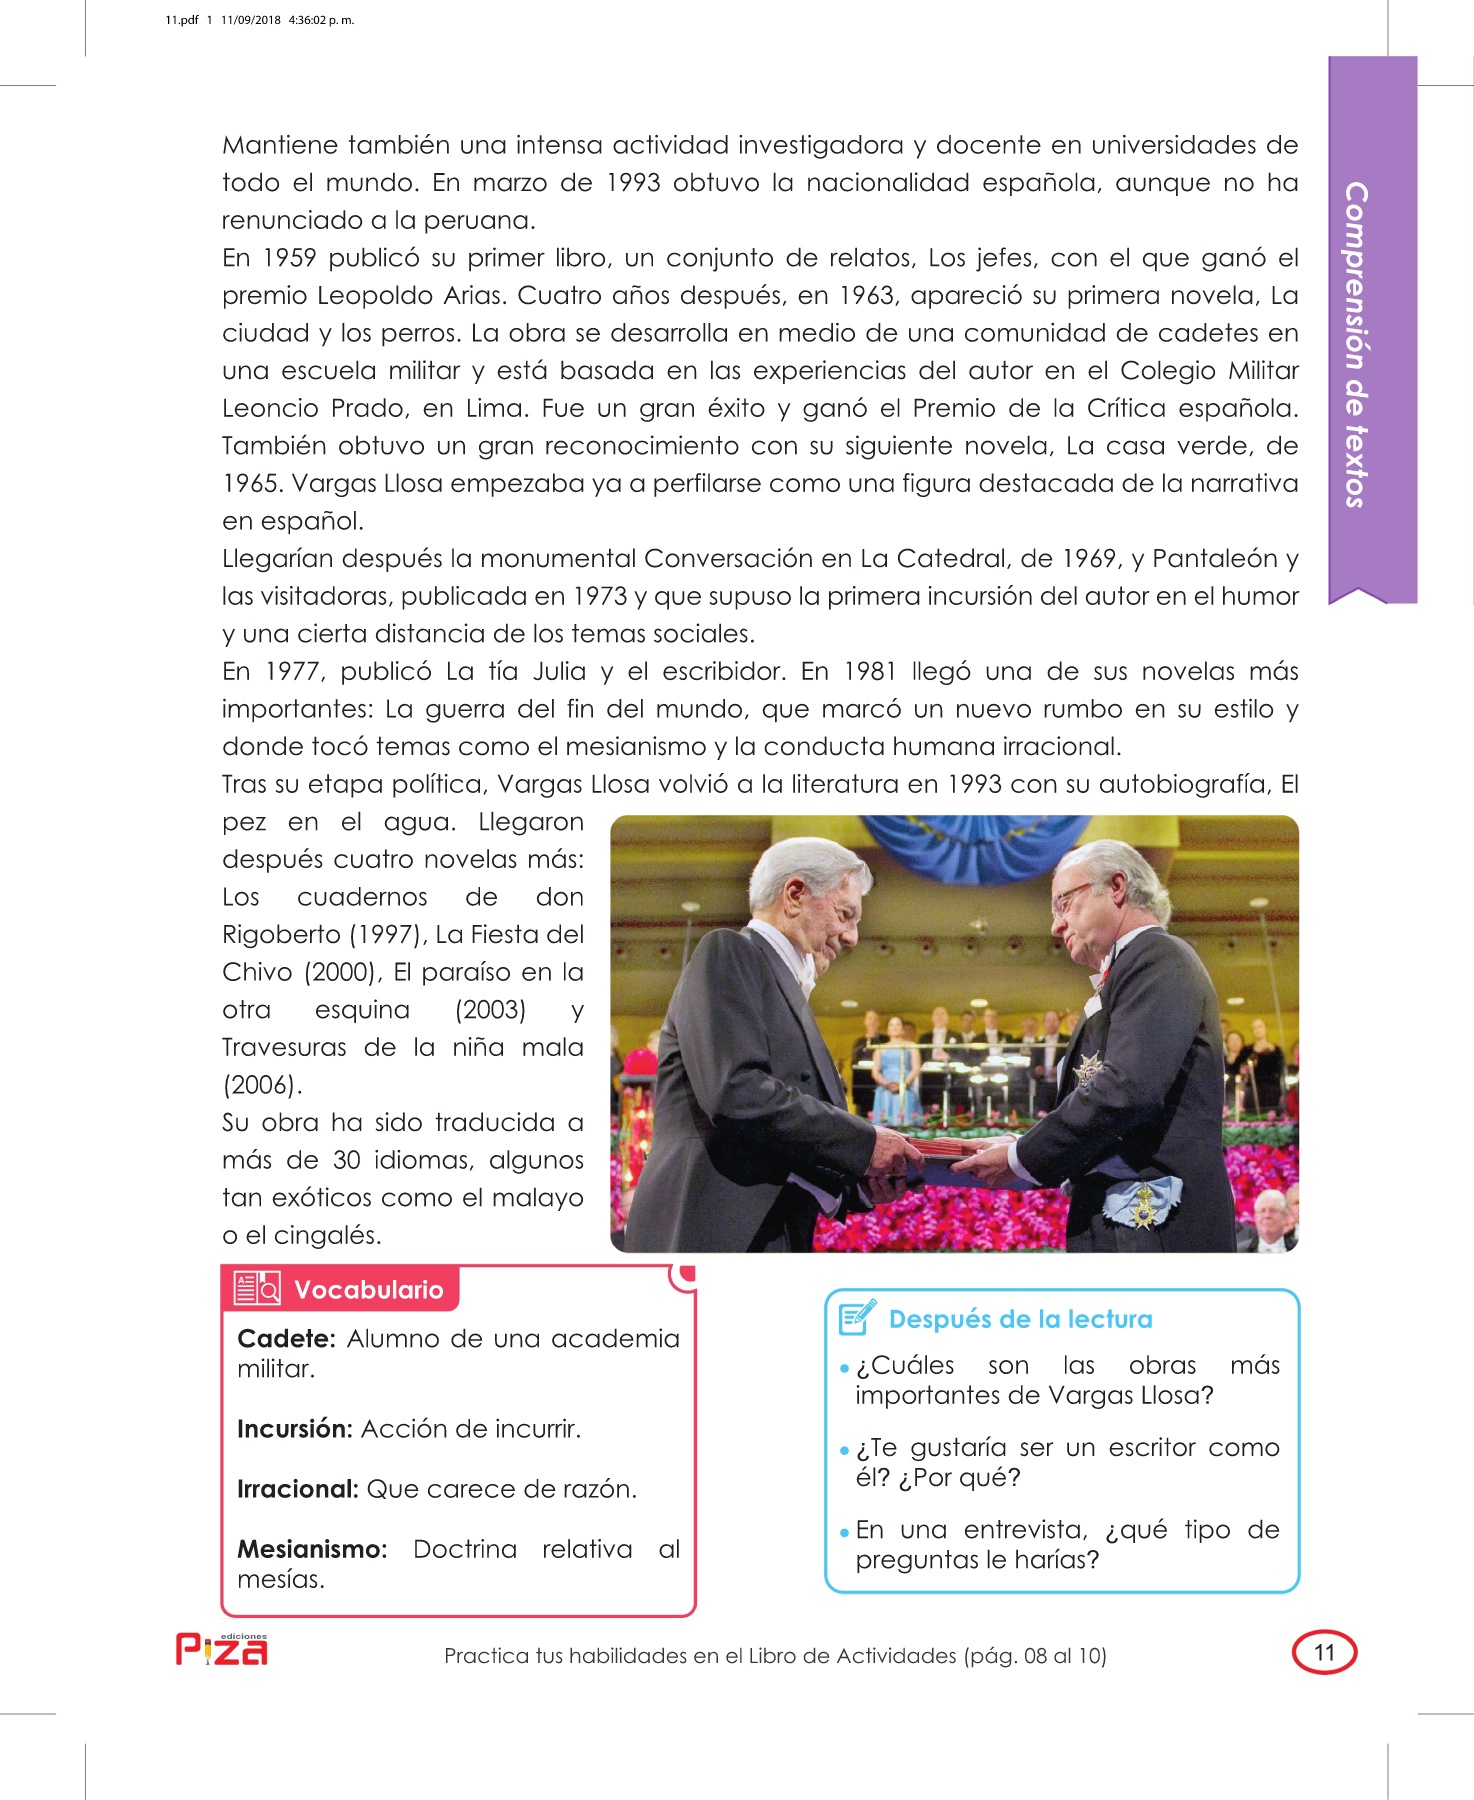 11.pdf 1 11/09/2018 4:36:02 p. m.
Comprensión de textos
Mantiene también una intensa actividad investigadora y docente en universidades de
todo el mundo. En marzo de 1993 obtuvo la nacionalidad española, aunque no ha
renunciado a la peruana.
En 1959 publicó su primer libro, un conjunto de relatos, Los jefes, con el que ganó el
premio Leopoldo Arias. Cuatro años después, en 1963, apareció su primera novela, La
ciudad y los perros. La obra se desarrolla en medio de una comunidad de cadetes en
una escuela militar y está basada en las experiencias del autor en el Colegio Militar
Leoncio Prado, en Lima. Fue un gran éxito y ganó el Premio de la Crítica española.
También obtuvo un gran reconocimiento con su siguiente novela, La casa verde, de
1965. Vargas Llosa empezaba ya a perfilarse como una figura destacada de la narrativa
en español.
Llegarían después la monumental Conversación en La Catedral, de 1969, y Pantaleón y
las visitadoras, publicada en 1973 y que supuso la primera incursión del autor en el humor
y una cierta distancia de los temas sociales.
En 1977, publicó La tía Julia y el escribidor. En 1981 llegó una de sus novelas más
importantes: La guerra del fin del mundo, que marcó un nuevo rumbo en su estilo y
donde tocó temas como el mesianismo y la conducta humana irracional.
Tras su etapa política, Vargas Llosa volvió a la literatura en 1993 con su autobiografía, El
pez en el agua. Llegaron
después cuatro novelas más:
Los cuadernos de don
Rigoberto (1997), La Fiesta del
Chivo (2000), El paraíso en la
otra esquina (2003) y
Travesuras de la niña mala
(2006).
Su obra ha sido traducida a
más de 30 idiomas, algunos
tan exóticos como el malayo
o el cingalés.
Vocabulario
Cadete: Alumno de una academia
militar.
Incursión: Acción de incurrir.
Irracional: Que carece de razón.
Mesianismo: Doctrina relativa al
mesías.
Después de la lectura
• ¿Cuáles son las obras más
importantes de Vargas Llosa?
• ¿Te gustaría ser un escritor como
él? ¿Por qué?
• En una entrevista, ¿qué tipo de
preguntas le harías?
ediciones
Piza
Practica tus habilidades en el Libro de Actividades (pág. 08 al 10)
11